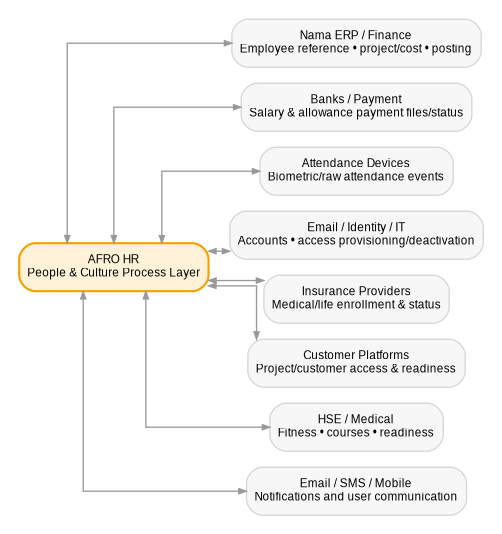 Nama ERP / Finance
Employee reference • project/cost • posting
Banks / Payment
Salary & allowance payment files/status
Attendance Devices
Biometric/raw attendance events
Email / Identity / IT
Accounts • access provisioning/deactivation
AFRO HR
People & Culture Process Layer
Insurance Providers
Medical/life enrollment & status
Customer Platforms
Project/customer access & readiness
HSE / Medical
Fitness • courses • readiness
Email / SMS / Mobile
Notifications and user communication